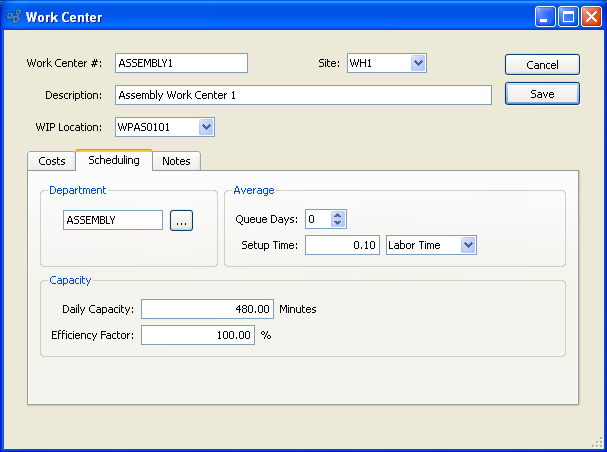 Work Center
Work Center #: ASSEMBLY1 Site: WH1 Cancel
Description: Assembly Work Center 1 Save
WIP Location: WPAS0101
Costs Scheduling Notes
Department Average
ASSEMBLY ... Queue Days: 0
Setup Time: 0.10 Labor Time
Capacity
Daily Capacity: 480.00 Minutes
Efficiency Factor: 100.00 %